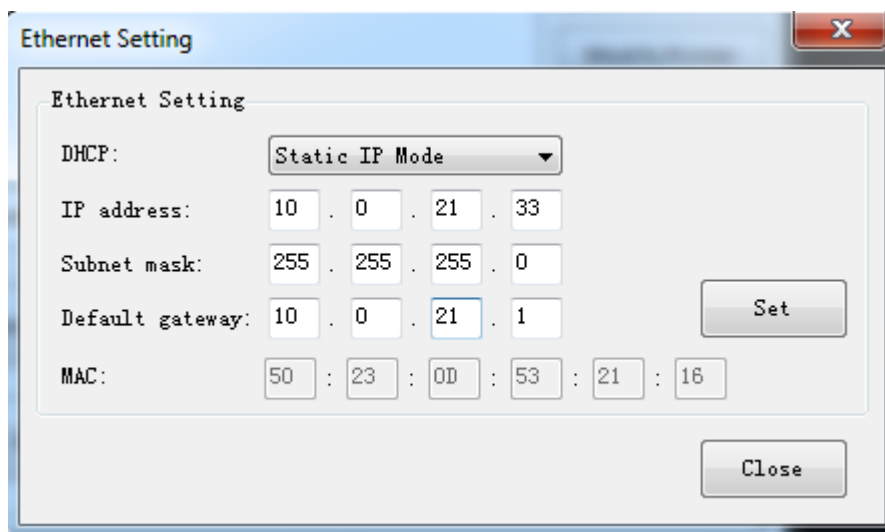 Ethernet Setting
Ethernet Setting
DHCP: Static IP Mode
IP address: 10 . 0 . 21 . 33
Subnet mask: 255 . 255 . 255 . 0
Default gateway: 10 . 0 . 21 . 1
Set
MAC: 50 : 23 : 0D : 53 : 21 : 16
Close